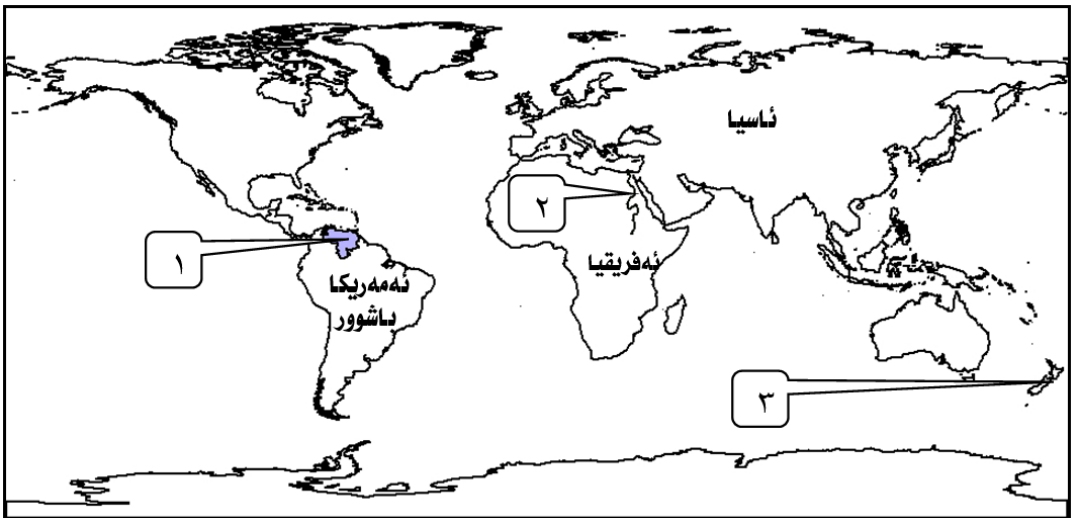 ئاسیا
٢
ئەفریقیا
١
ئەمەریکا
باشوور
٣